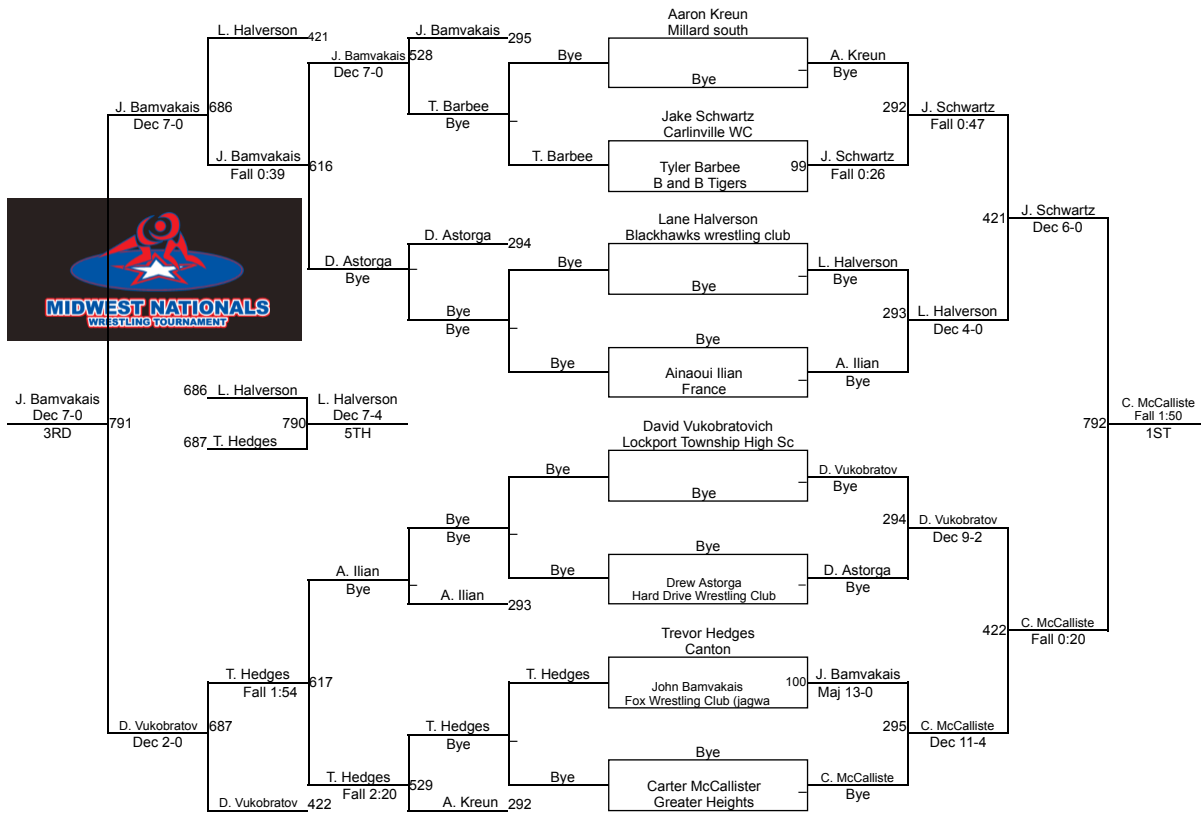 Aaron Kreun
Millard south
L. Halverson 421
J. Bamvakais 295
J. Bamvakais 528
Dec 7-0
Bye
Bye
A. Kreun
Bye
J. Bamvakais 686
Dec 7-0
T. Barbee
Bye
292 J. Schwartz
Fall 0:47
Jake Schwartz
Carlinville WC
J. Bamvakais 616
Fall 0:39
T. Barbee
Tyler Barbee
B and B Tigers
99 J. Schwartz
Fall 0:26
421 J. Schwartz
Dec 6-0
Lane Halverson
Blackhawks wrestling club
D. Astorga 294
D. Astorga
Bye
Bye
L. Halverson
Bye
MIDWEST NATIONALS
WRESTLING TOURNAMENT
Bye
Bye
293 L. Halverson
Dec 4-0
Bye
Bye
Ainaoui Ilian
France
A. Ilian
Bye
686 L. Halverson
J. Bamvakais
Dec 7-0
3RD
791
790
L. Halverson
Dec 7-4
5TH
687 T. Hedges
792
C. McCalliste
Fall 1:50
1ST
David Vukobratovich
Lockport Township High Sc
Bye
Bye
D. Vukobratov
Bye
Bye
Bye
294 D. Vukobratov
Dec 9-2
Bye
A. Ilian
Bye
Bye
Drew Astorga
Hard Drive Wrestling Club
D. Astorga
Bye
A. Ilian 293
422 C. McCalliste
Fall 0:20
Trevor Hedges
Canton
T. Hedges 617
Fall 1:54
T. Hedges
John Bamvakais
Fox Wrestling Club (jagwa
100 J. Bamvakais
Maj 13-0
D. Vukobratov 687
Dec 2-0
T. Hedges
Bye
295 C. McCalliste
Dec 11-4
Bye
T. Hedges 529
Fall 2:20
Bye
Carter McCallister
Greater Heights
C. McCalliste
Bye
D. Vukobratov 422
A. Kreun 292